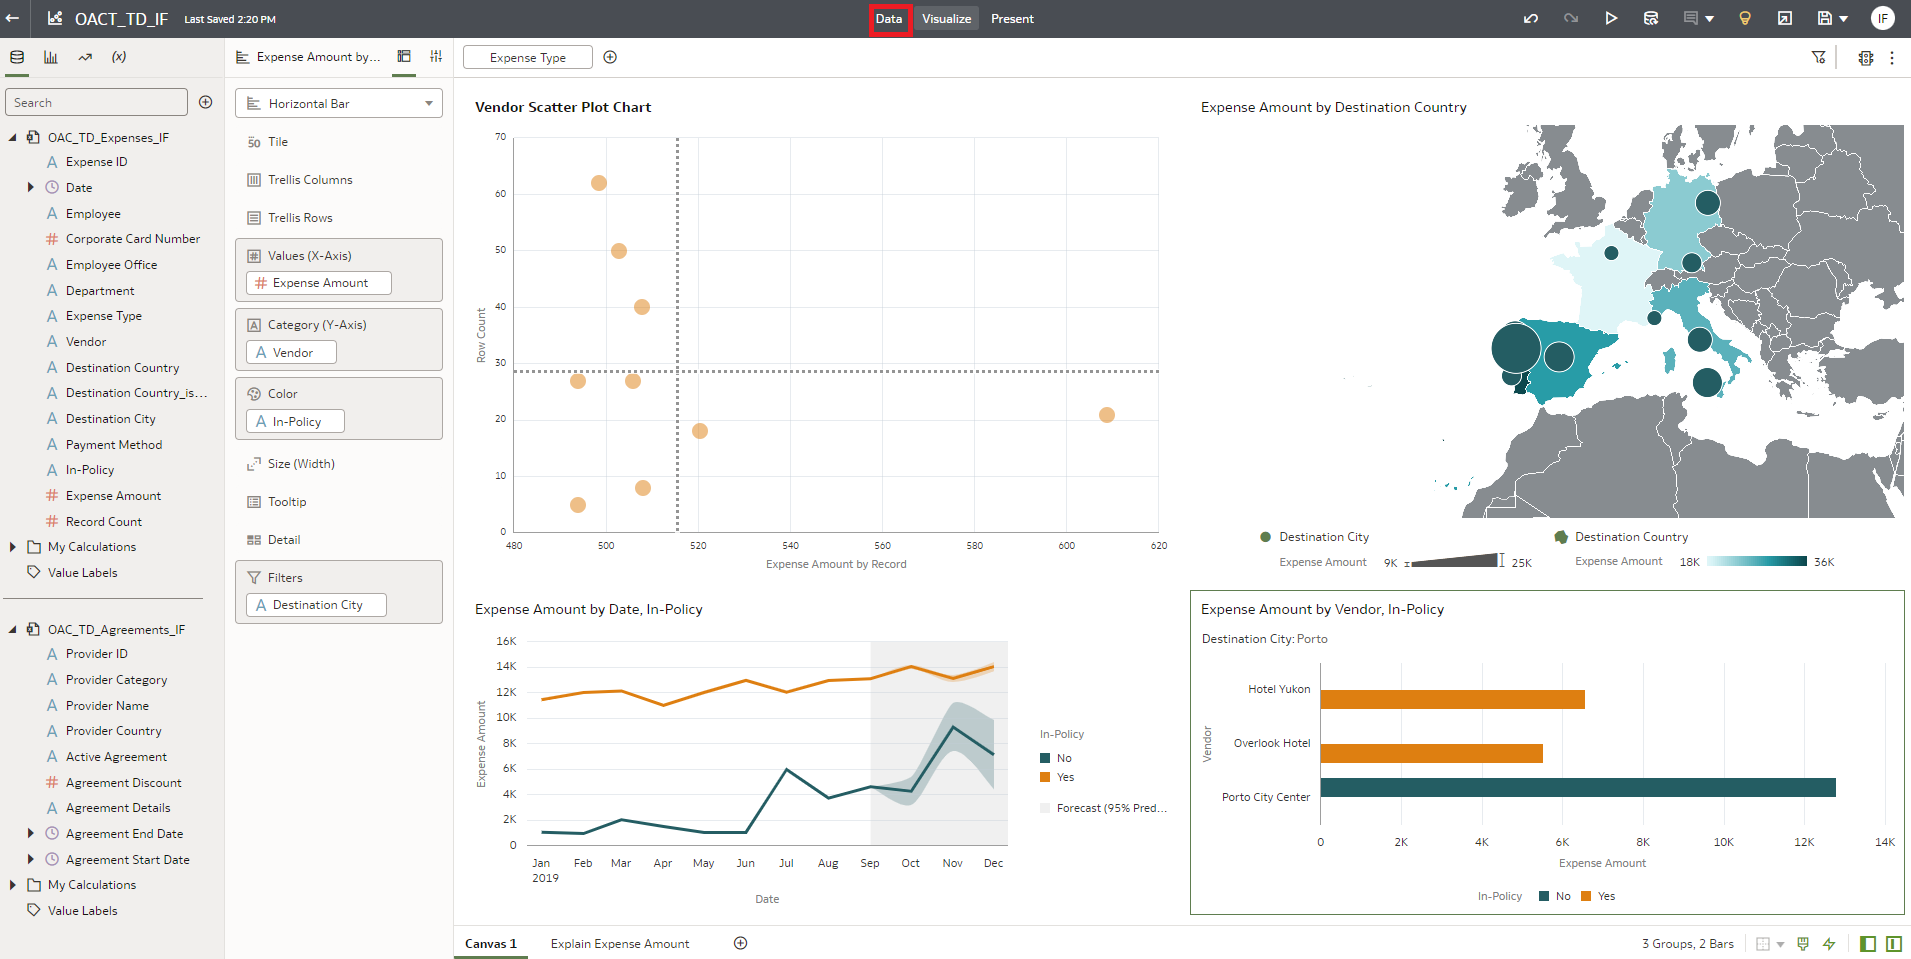 OACT_TD_IF Last Saved 2:20 PM Data Visualize Present IF
(x)
Search
OAC_TD_Expenses_IF
Expense ID
Date
Employee
Corporate Card Number
Employee Office
Department
Expense Type
Vendor
Destination Country
Destination Country_is...
Destination City
Payment Method
In-Policy
Expense Amount
Record Count
My Calculations
Value Labels
OAC_TD_Agreements_IF
Provider ID
Provider Category
Provider Name
Provider Country
Active Agreement
Agreement Discount
Agreement Details
Agreement End Date
Agreement Start Date
My Calculations
Value Labels
Expense Amount by...
Horizontal Bar
50 Tile
Trellis Columns
Trellis Rows
Values (X-Axis)
# Expense Amount
Category (Y-Axis)
A Vendor
Color
A In-Policy
Size (Width)
Tooltip
Detail
Filters
A Destination City
Expense Type
Vendor Scatter Plot Chart
70
60
50
40
30
20
10
0
Row Count
480 500 520 540 560 580 600 620
Expense Amount by Record
Expense Amount by Destination Country
Destination City
Expense Amount 9K 25K
Destination Country
Expense Amount 18K 36K
Expense Amount by Date, In-Policy
16K
14K
12K
10K
8K
6K
4K
2K
0
Expense Amount
Jan Feb Mar Apr May Jun Jul Aug Sep Oct Nov Dec
2019
Date
In-Policy
No
Yes
Forecast (95% Pred...
Expense Amount by Vendor, In-Policy
Destination City: Porto
Vendor
Hotel Yukon
Overlook Hotel
Porto City Center
0 2K 4K 6K 8K 10K 12K 14K
Expense Amount
In-Policy No Yes
Canvas 1 Explain Expense Amount
3 Groups, 2 Bars